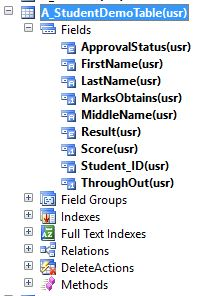 A_StudentDemoTable(usr)
Fields
ApprovalStatus(usr)
FirstName(usr)
LastName(usr)
MarksObtains(usr)
MiddleName(usr)
Result(usr)
Score(usr)
Student_ID(usr)
ThroughOut(usr)
Field Groups
Indexes
Full Text Indexes
Relations
DeleteActions
Methods